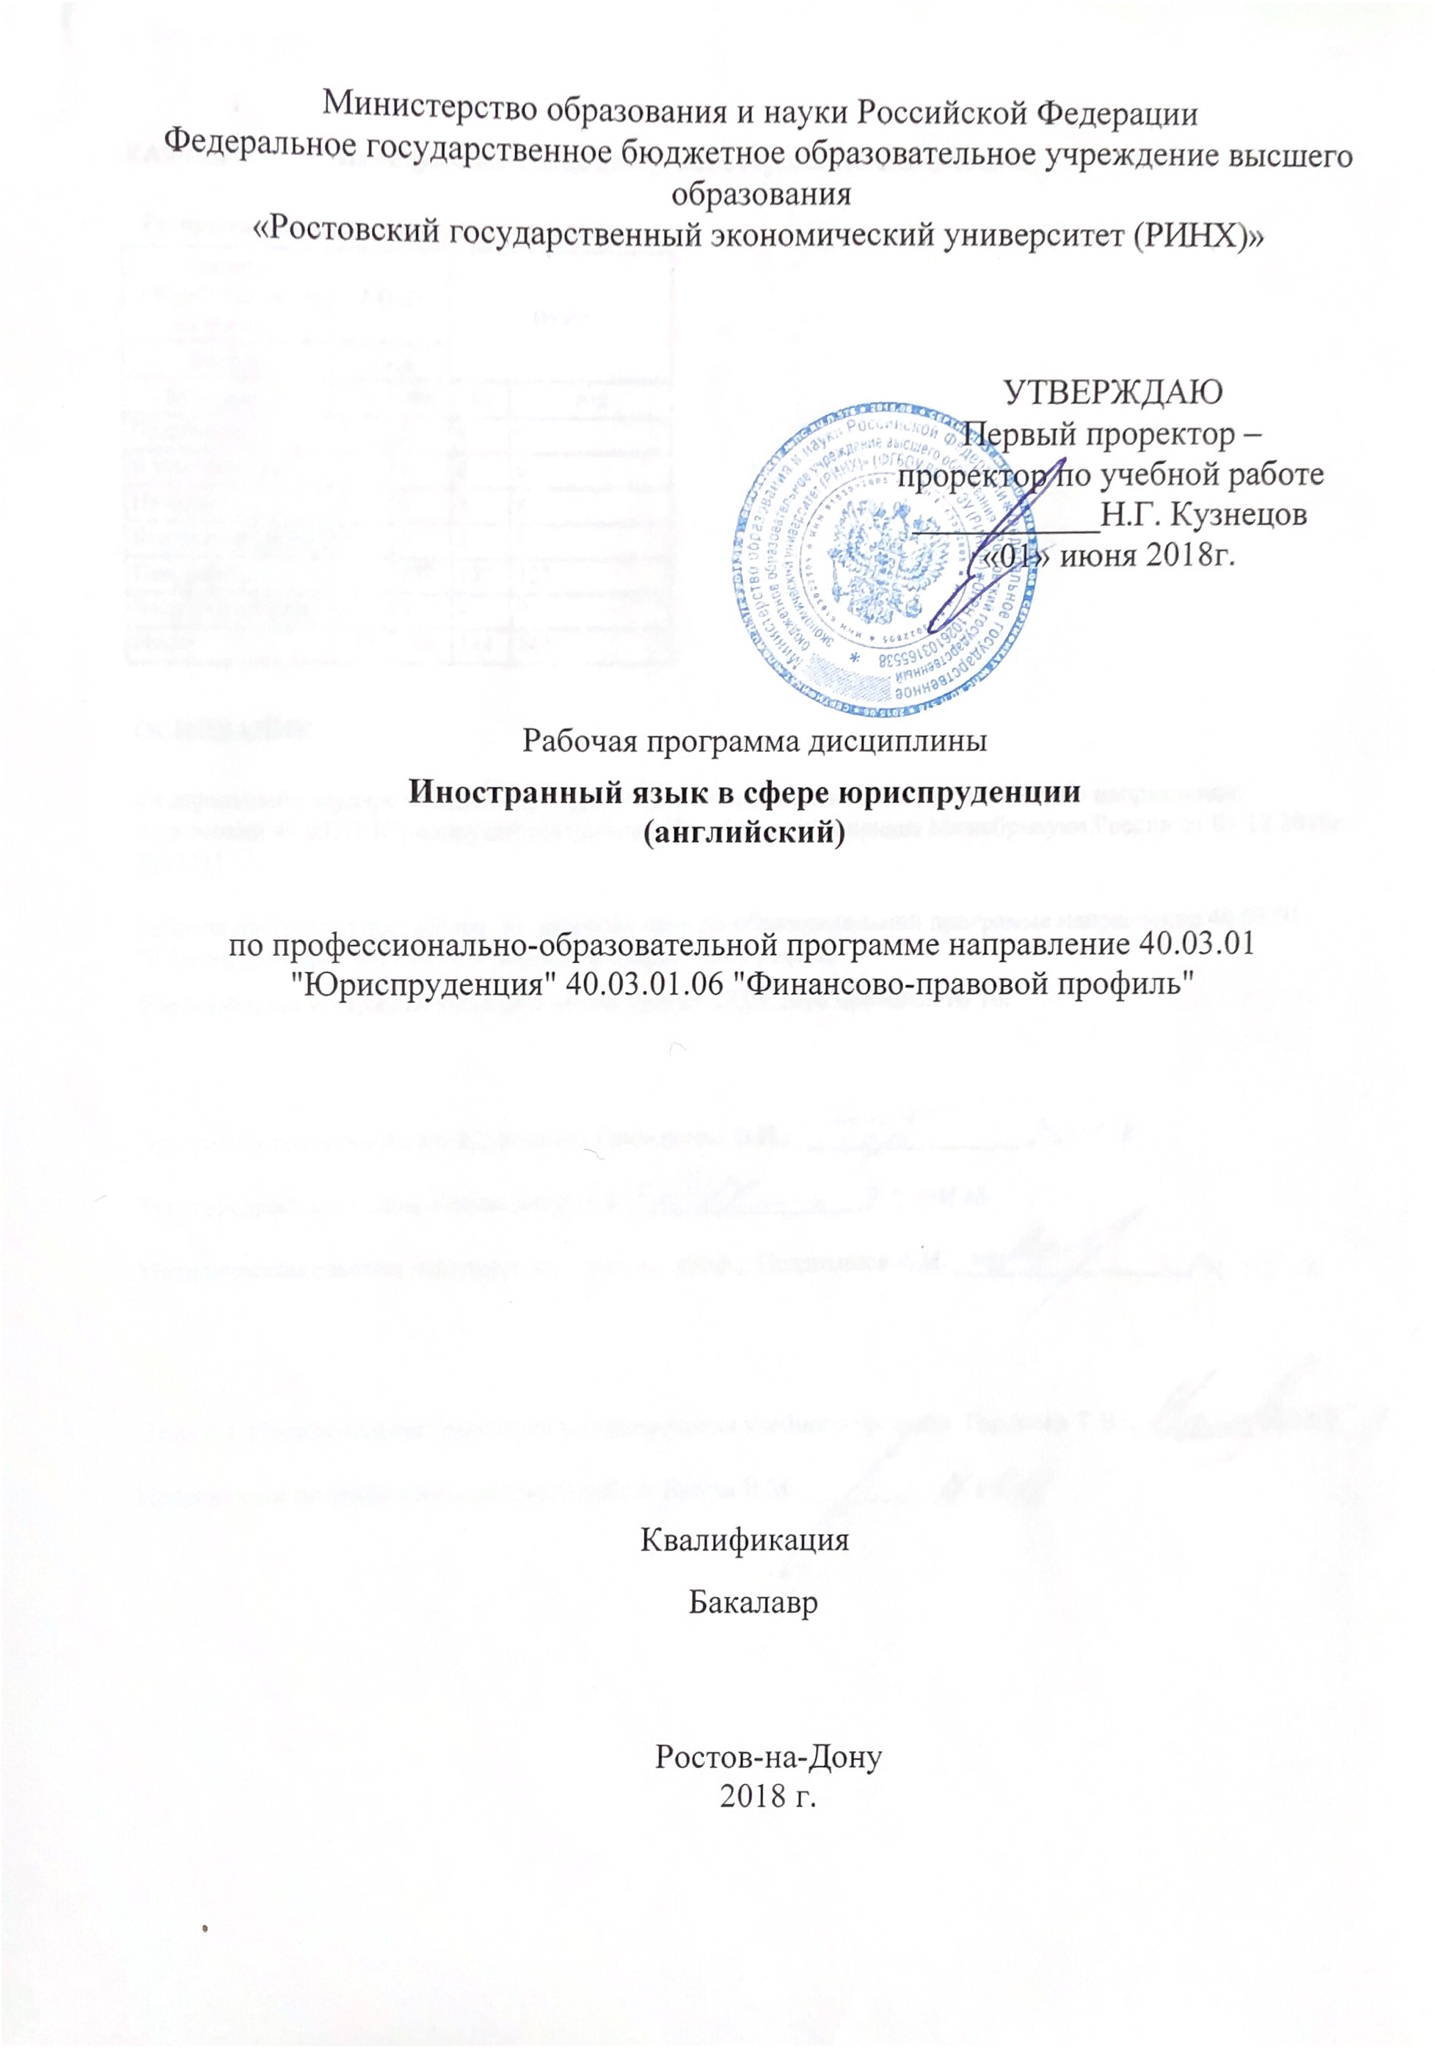 Министерство образования и науки Российской Федерации
Федеральное государственное бюджетное образовательное учреждение высшего
образования
«Ростовский государственный экономический университет (РИНХ)»
УТВЕРЖДАЮ
Первый проректор –
проректор по учебной работе
____________Н.Г. Кузнецов
«01» июня 2018г.
Рабочая программа дисциплины
Иностранный язык в сфере юриспруденции
(английский)
по профессионально-образовательной программе направление 40.03.01
"Юриспруденция" 40.03.01.06 "Финансово-правовой профиль"
Квалификация
Бакалавр
Ростов-на-Дону
2018 г.